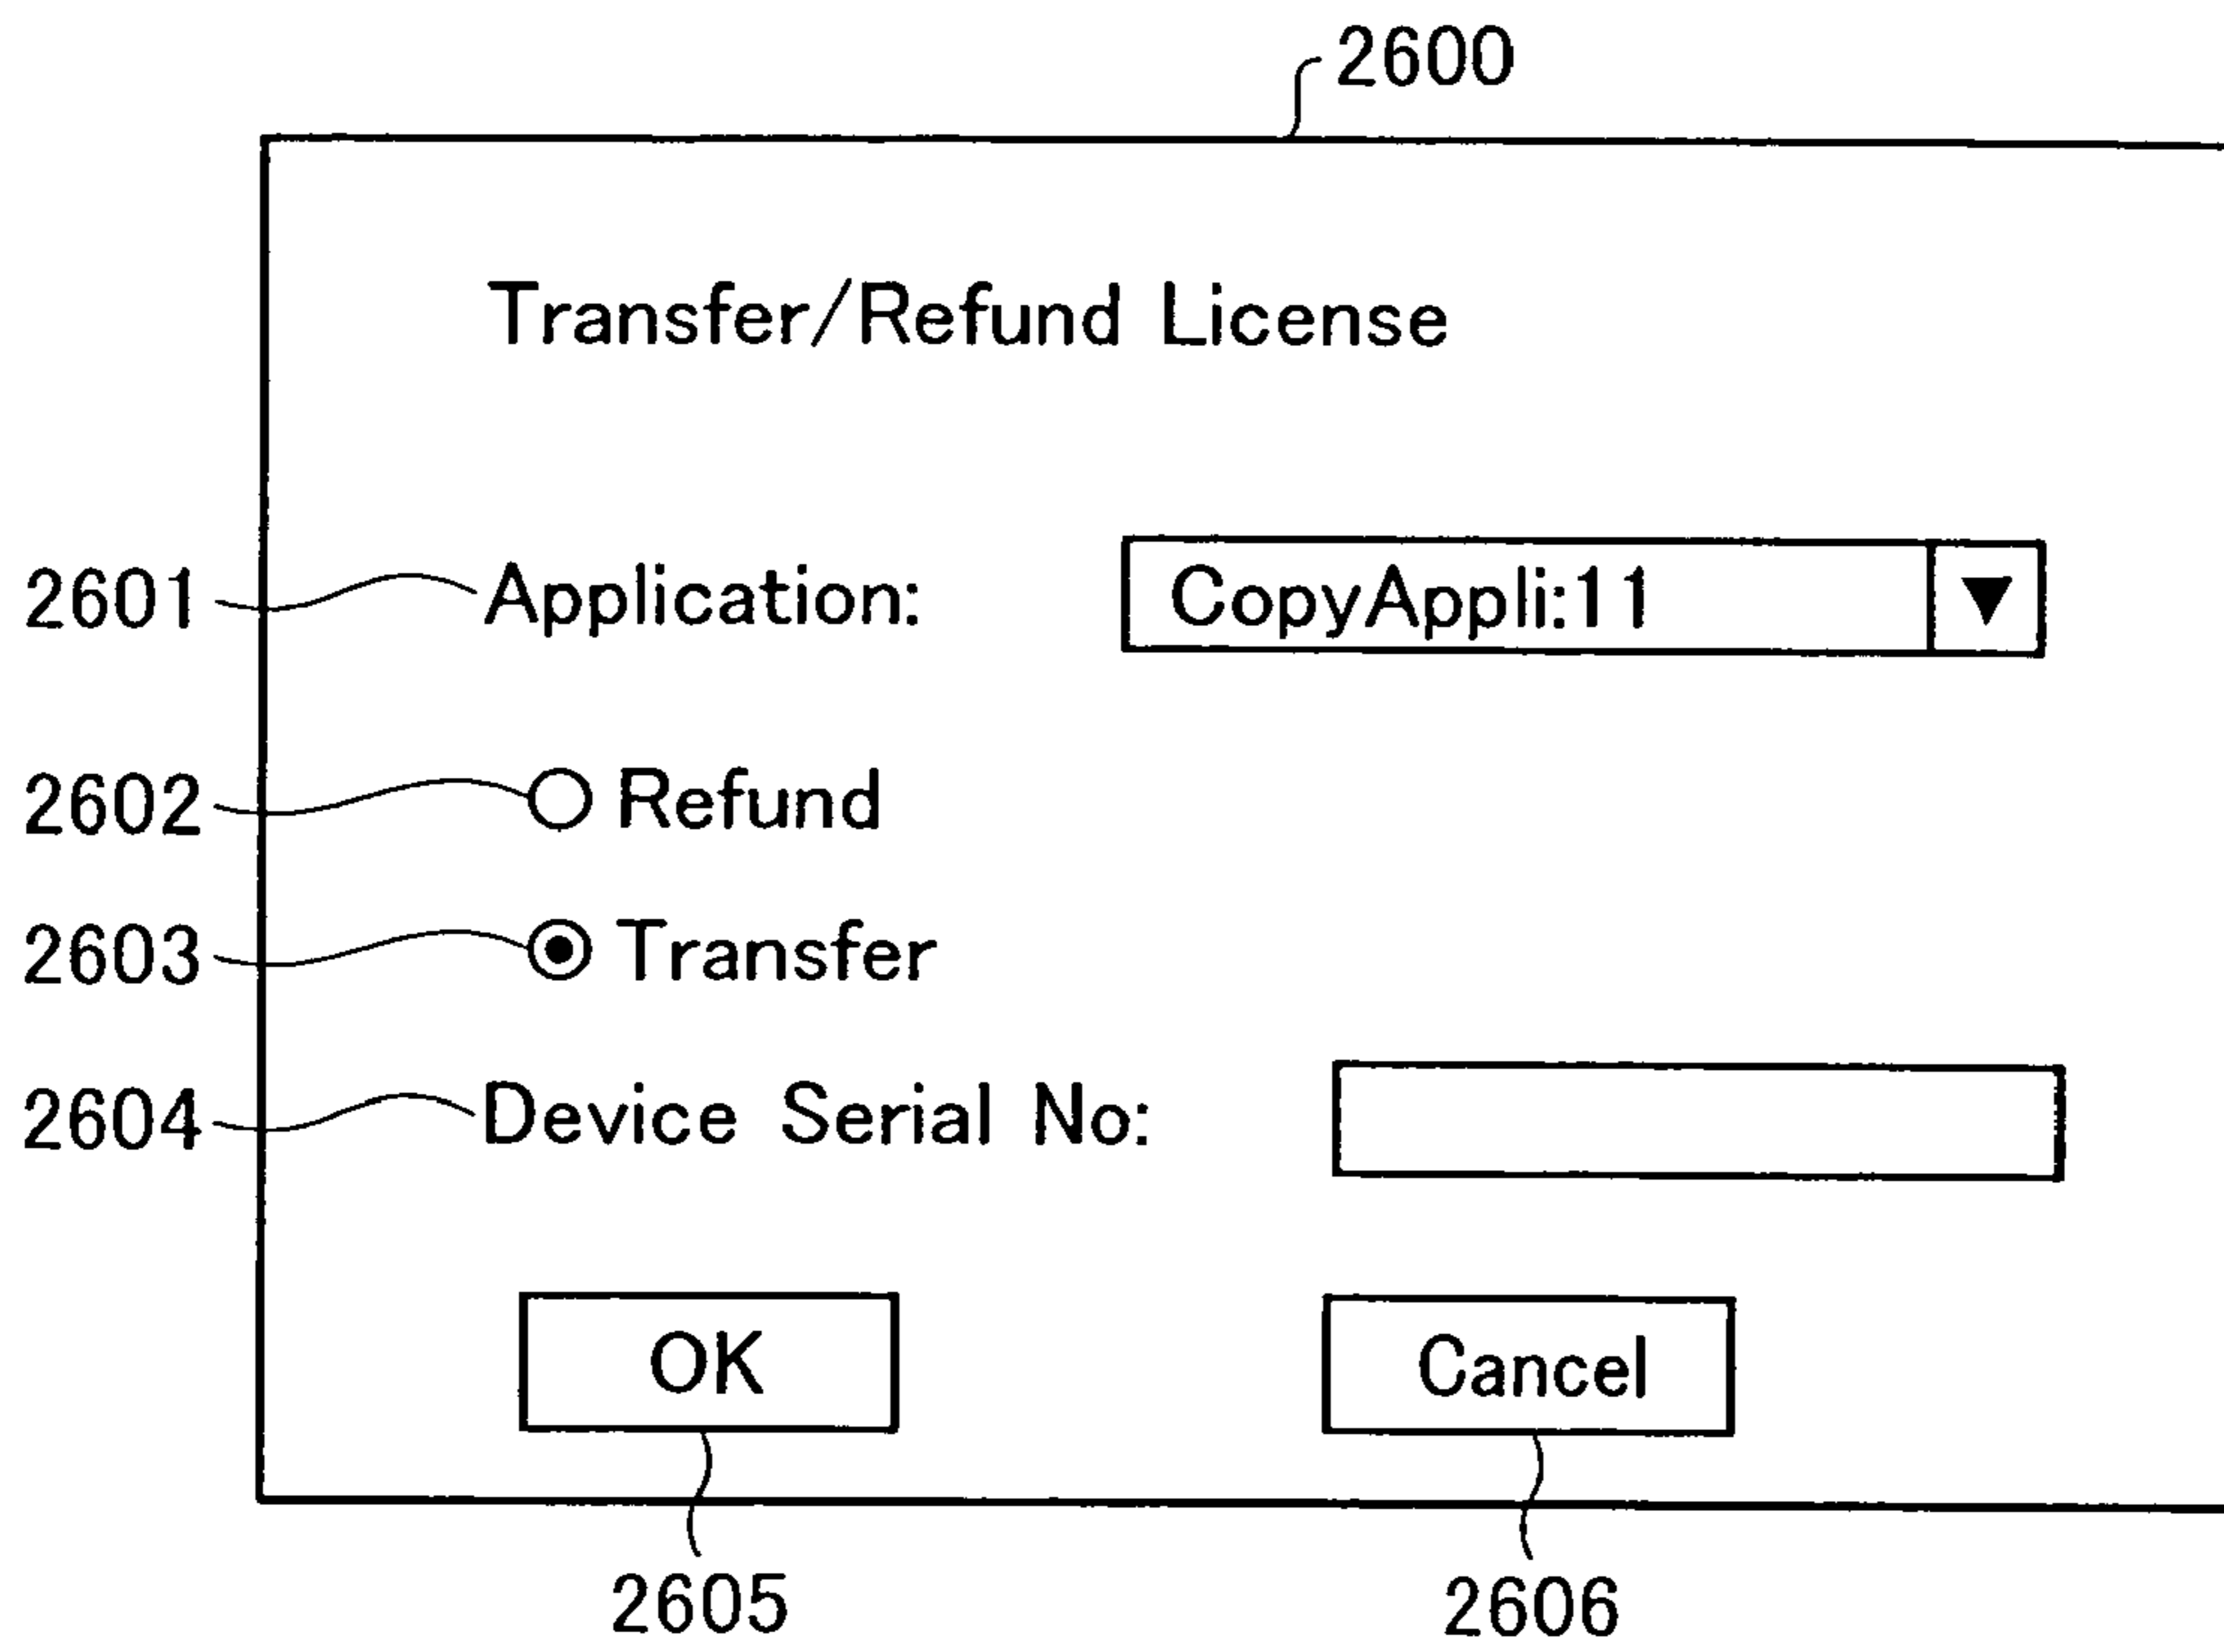 2600
Transfer/Refund License
2601 Application: CopyAppli:11
2602 Refund
2603 Transfer
2604 Device Serial No:
OK Cancel
2605 2606